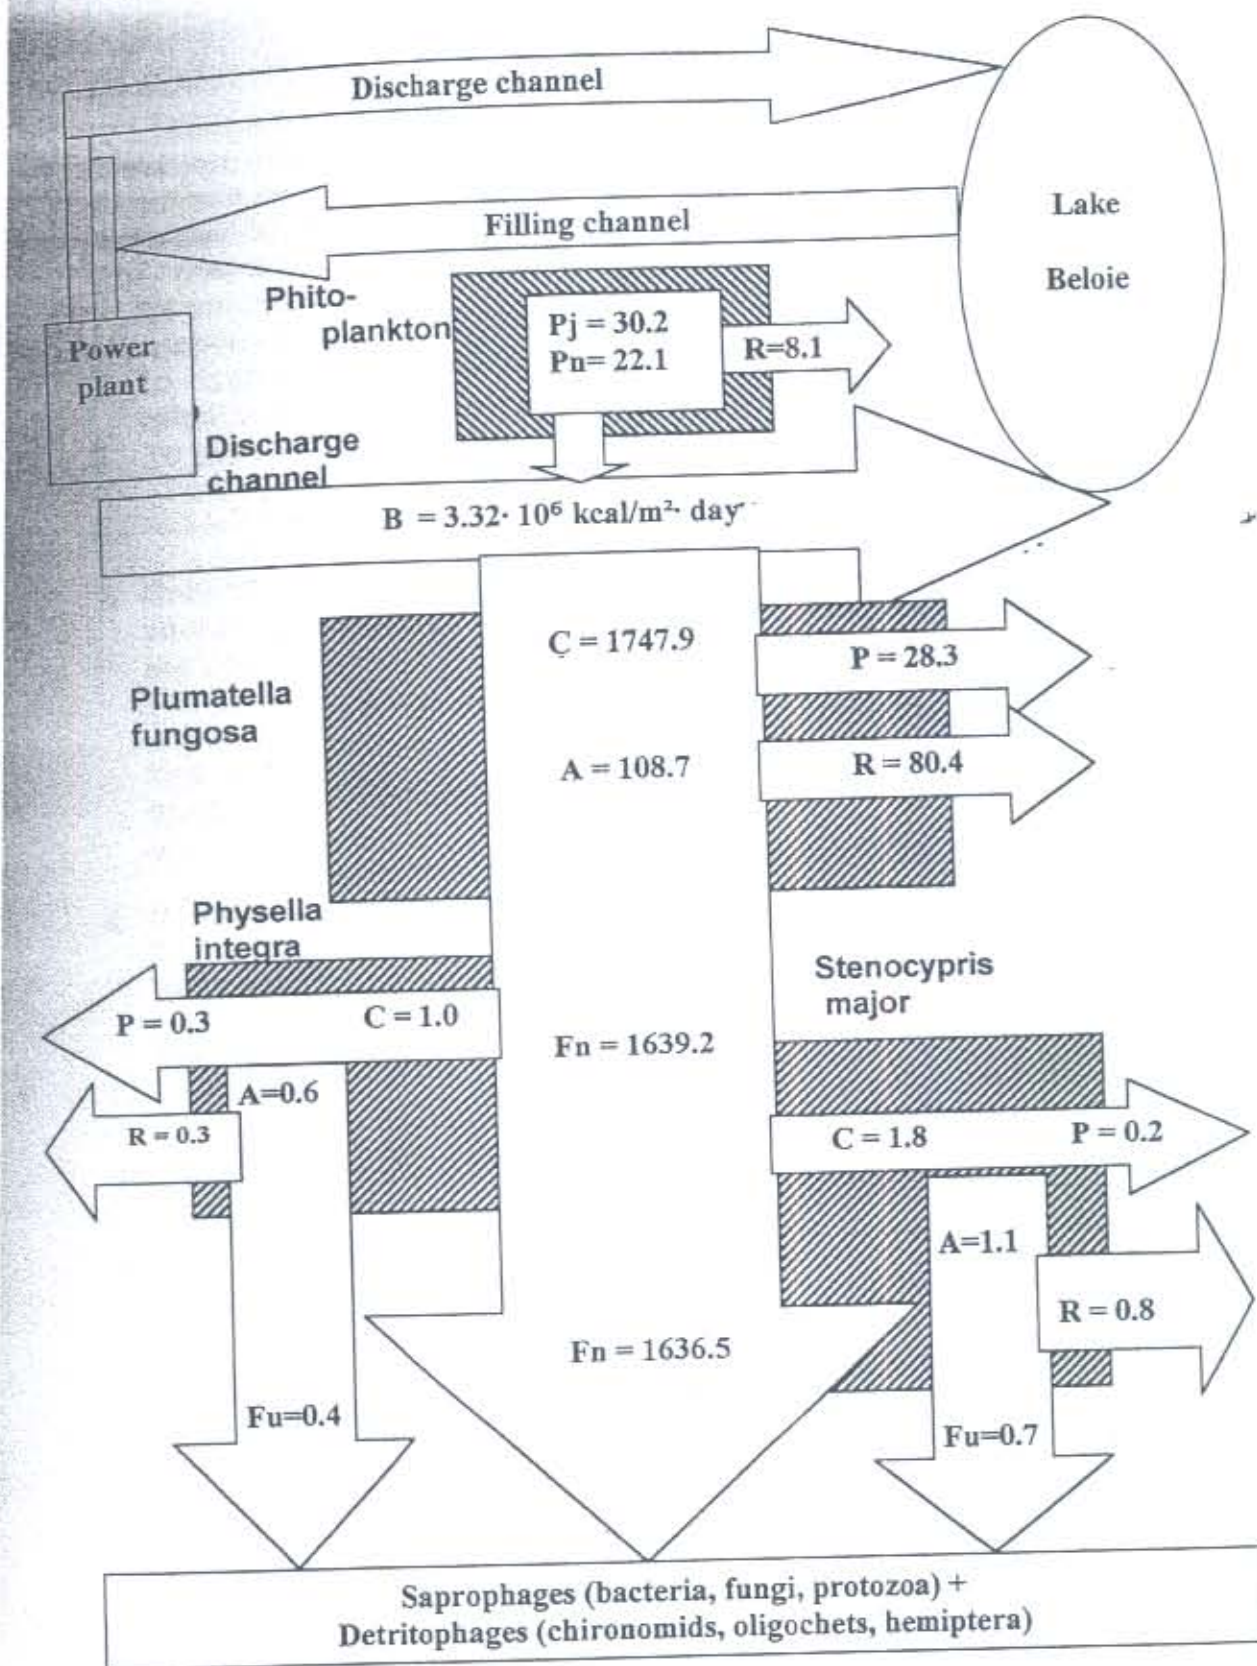 Discharge channel
Filling channel
Lake
Beloie
Phito-
plankton
Pj = 30.2
Pn= 22.1
R=8.1
Power
plant
Discharge
channel
B = 3.32· 10⁶ kcal/m²· day
C = 1747.9
P = 28.3
Plumatella
fungosa
A = 108.7
R = 80.4
Physella
integra
Stenocypris
major
P = 0.3
C = 1.0
Fn = 1639.2
A=0.6
R = 0.3
C = 1.8
P = 0.2
A=1.1
R = 0.8
Fn = 1636.5
Fu=0.4
Fu=0.7
Saprophages (bacteria, fungi, protozoa) +
Detritophages (chironomids, oligochets, hemiptera)